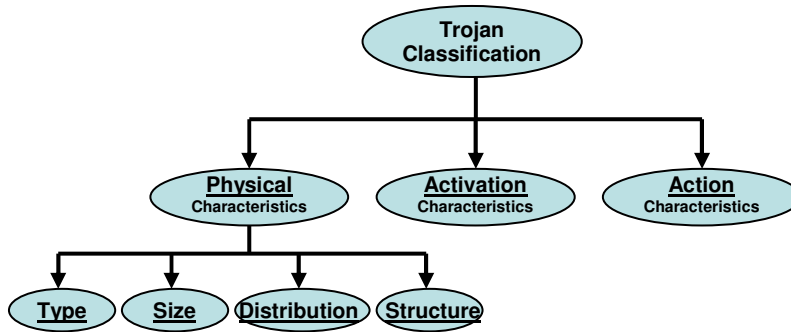 Trojan
Classification
Physical
Characteristics
Activation
Characteristics
Action
Characteristics
Type
Size
Distribution
Structure